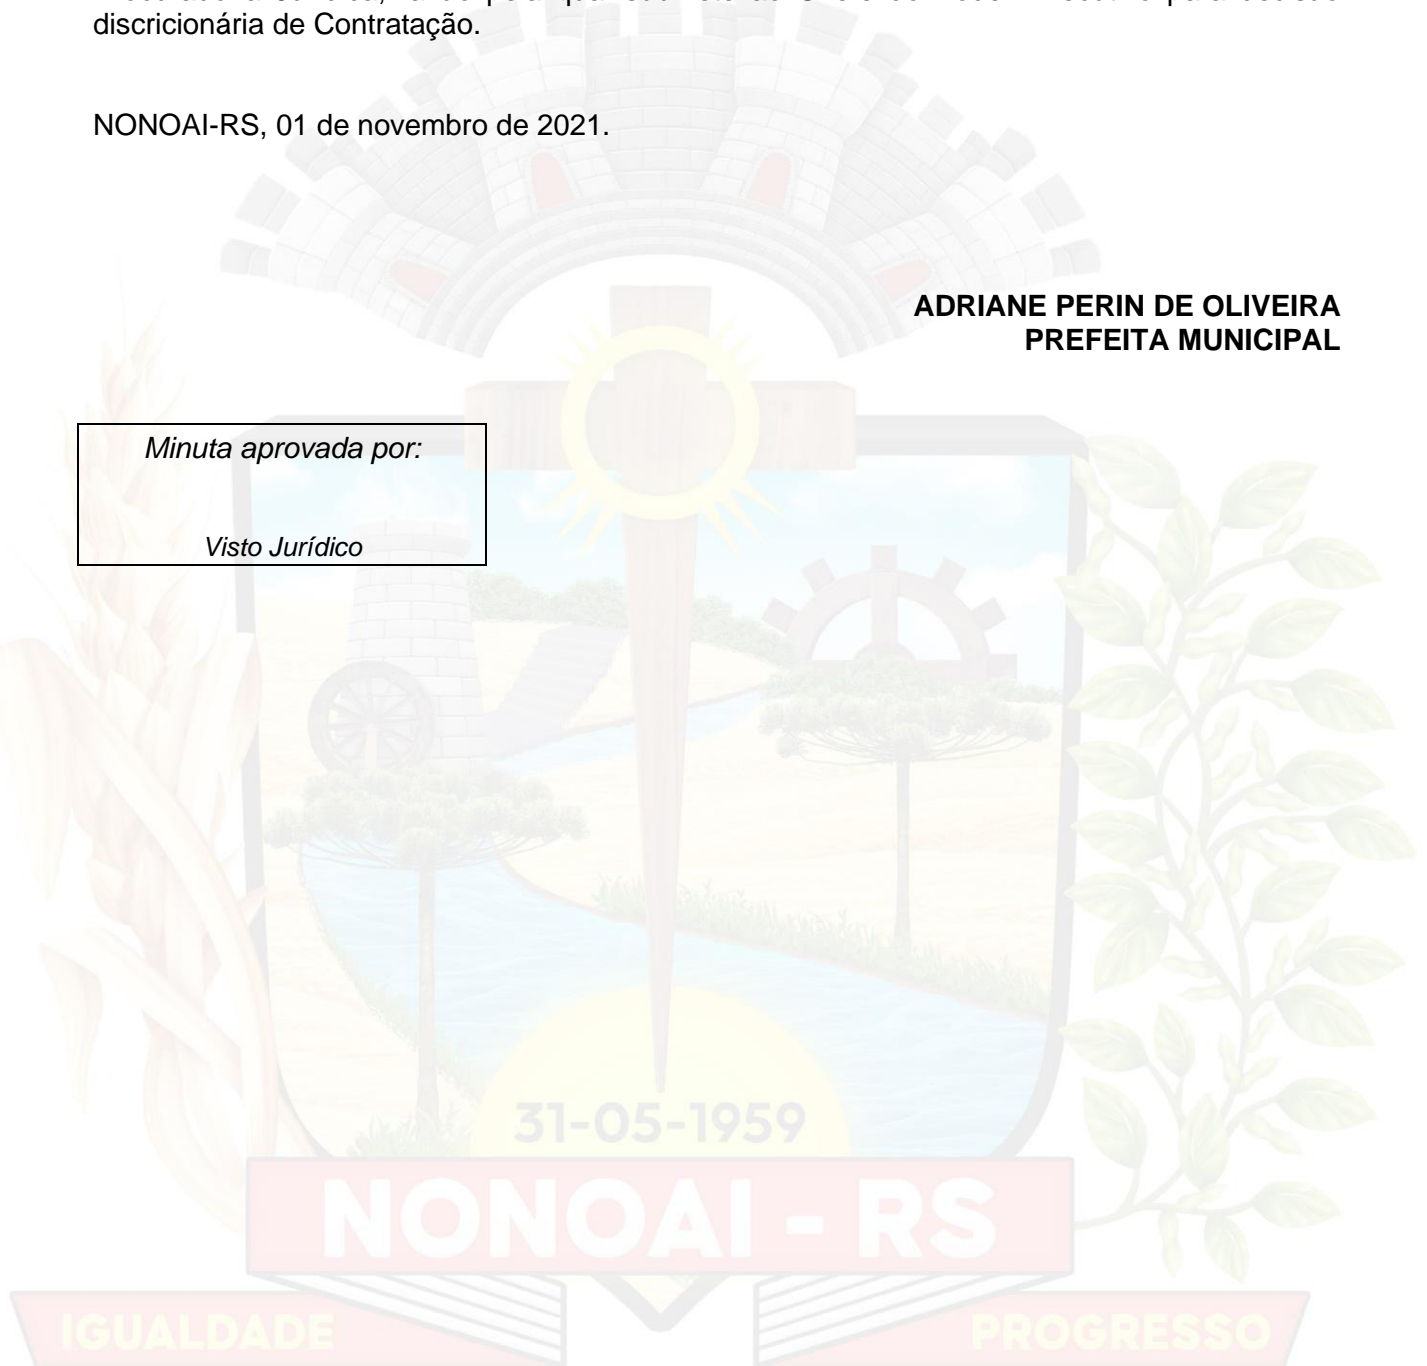 discricionária de Contratação.
NONOAI-RS, 01 de novembro de 2021.
ADRIANE PERIN DE OLIVEIRA
PREFEITA MUNICIPAL
Minuta aprovada por:
Visto Jurídico
31-05-1959
NONOAI - RS
IGUALDADE
PROGRESSO